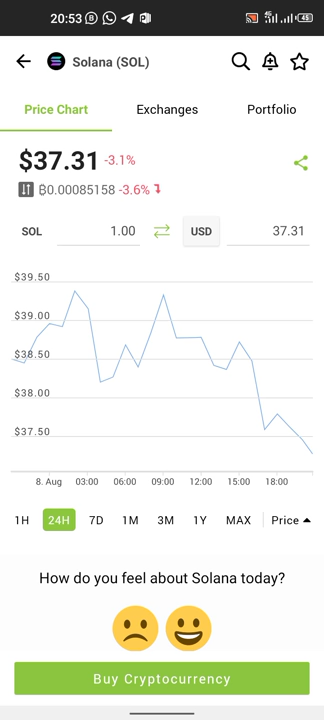 20:53
4G 49
Solana (SOL)
Price Chart Exchanges Portfolio
$37.31 -3.1%
₿0.00085158 -3.6%
SOL 1.00 USD 37.31
$39.50
$39.00
$38.50
$38.00
$37.50
8. Aug 03:00 06:00 09:00 12:00 15:00 18:00
1H 24H 7D 1M 3M 1Y MAX Price
How do you feel about Solana today?
Buy Cryptocurrency